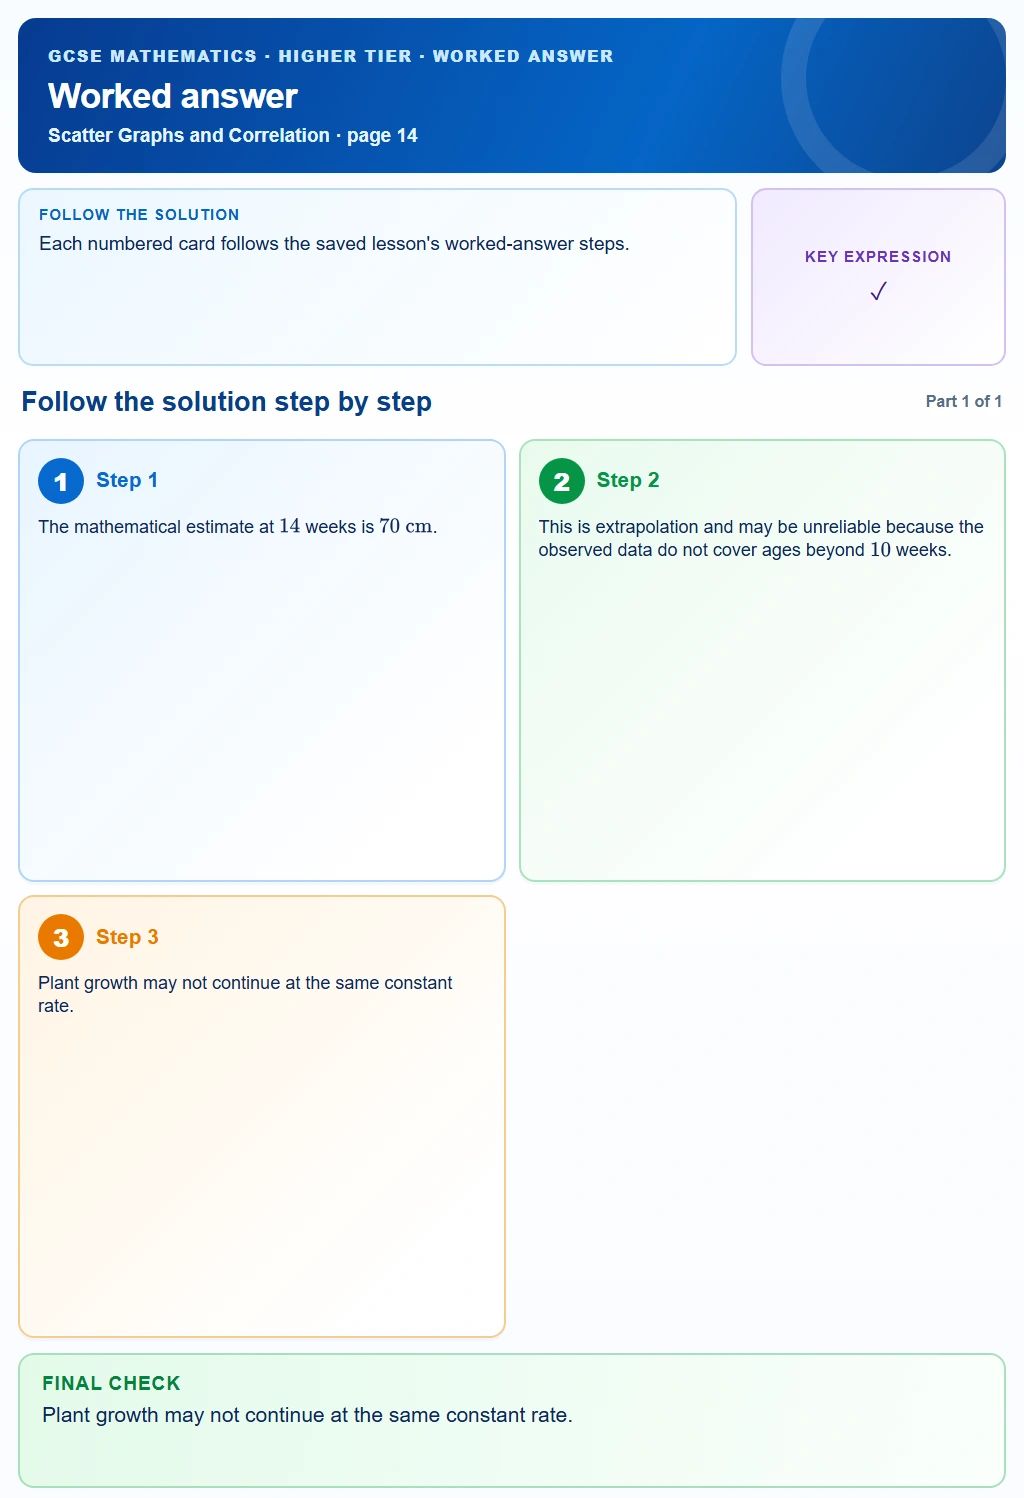 GCSE MATHEMATICS · HIGHER TIER · WORKED ANSWER
Worked answer
Scatter Graphs and Correlation · page 14
FOLLOW THE SOLUTION
Each numbered card follows the saved lesson's worked-answer steps.
KEY EXPRESSION
✓
Follow the solution step by step
Part 1 of 1
1 Step 1
The mathematical estimate at 14 weeks is 70 cm.
2 Step 2
This is extrapolation and may be unreliable because the
observed data do not cover ages beyond 10 weeks.
3 Step 3
Plant growth may not continue at the same constant
rate.
FINAL CHECK
Plant growth may not continue at the same constant rate.